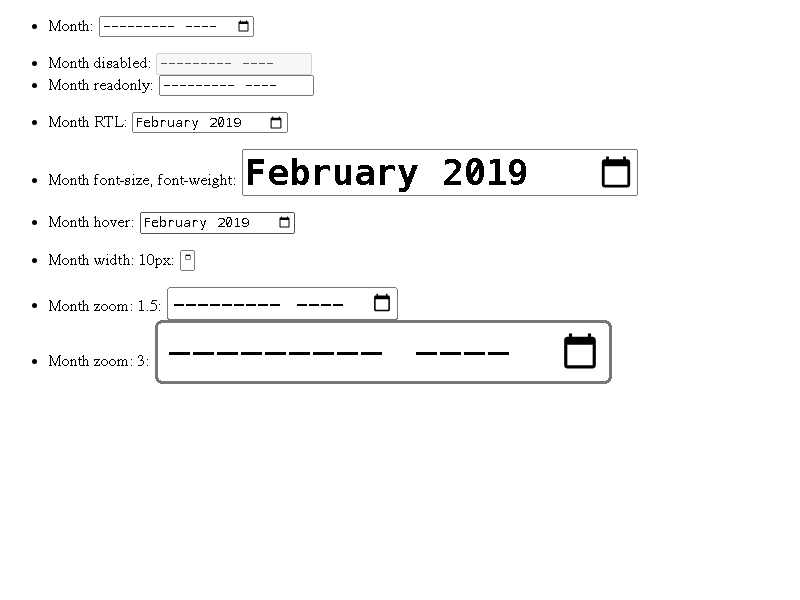 Month: --------- ----
Month disabled: --------- ----
Month readonly: --------- ----
Month RTL: February 2019
Month font-size, font-weight: February 2019
Month hover: February 2019
Month width: 10px:
Month zoom: 1.5: --------- ----
Month zoom: 3: --------- ----